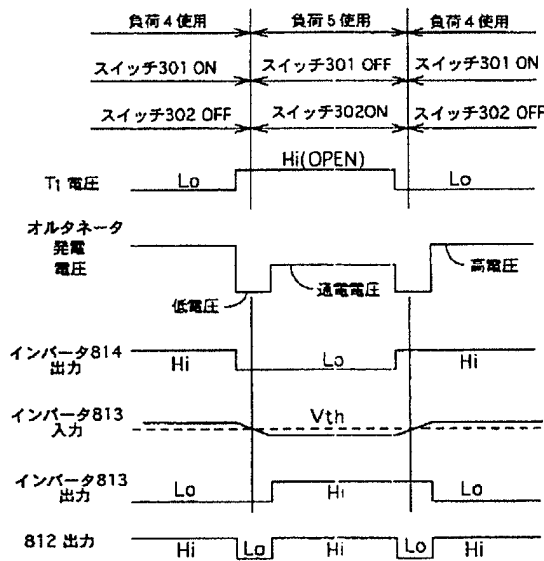 負荷4使用 負荷5使用 負荷4使用
スイッチ301 ON スイッチ301 OFF スイッチ301 ON
スイッチ302 OFF スイッチ302ON スイッチ302 OFF
T1 電圧 Lo Hi(OPEN) Lo
オルタネータ
発電
電圧
低電圧 通電電圧 高電圧
インバータ814
出力
Hi Lo Hi
インバータ813
入力
Vth
インバータ813
出力
Lo Hi Lo
812 出力 Hi Lo Hi Lo Hi